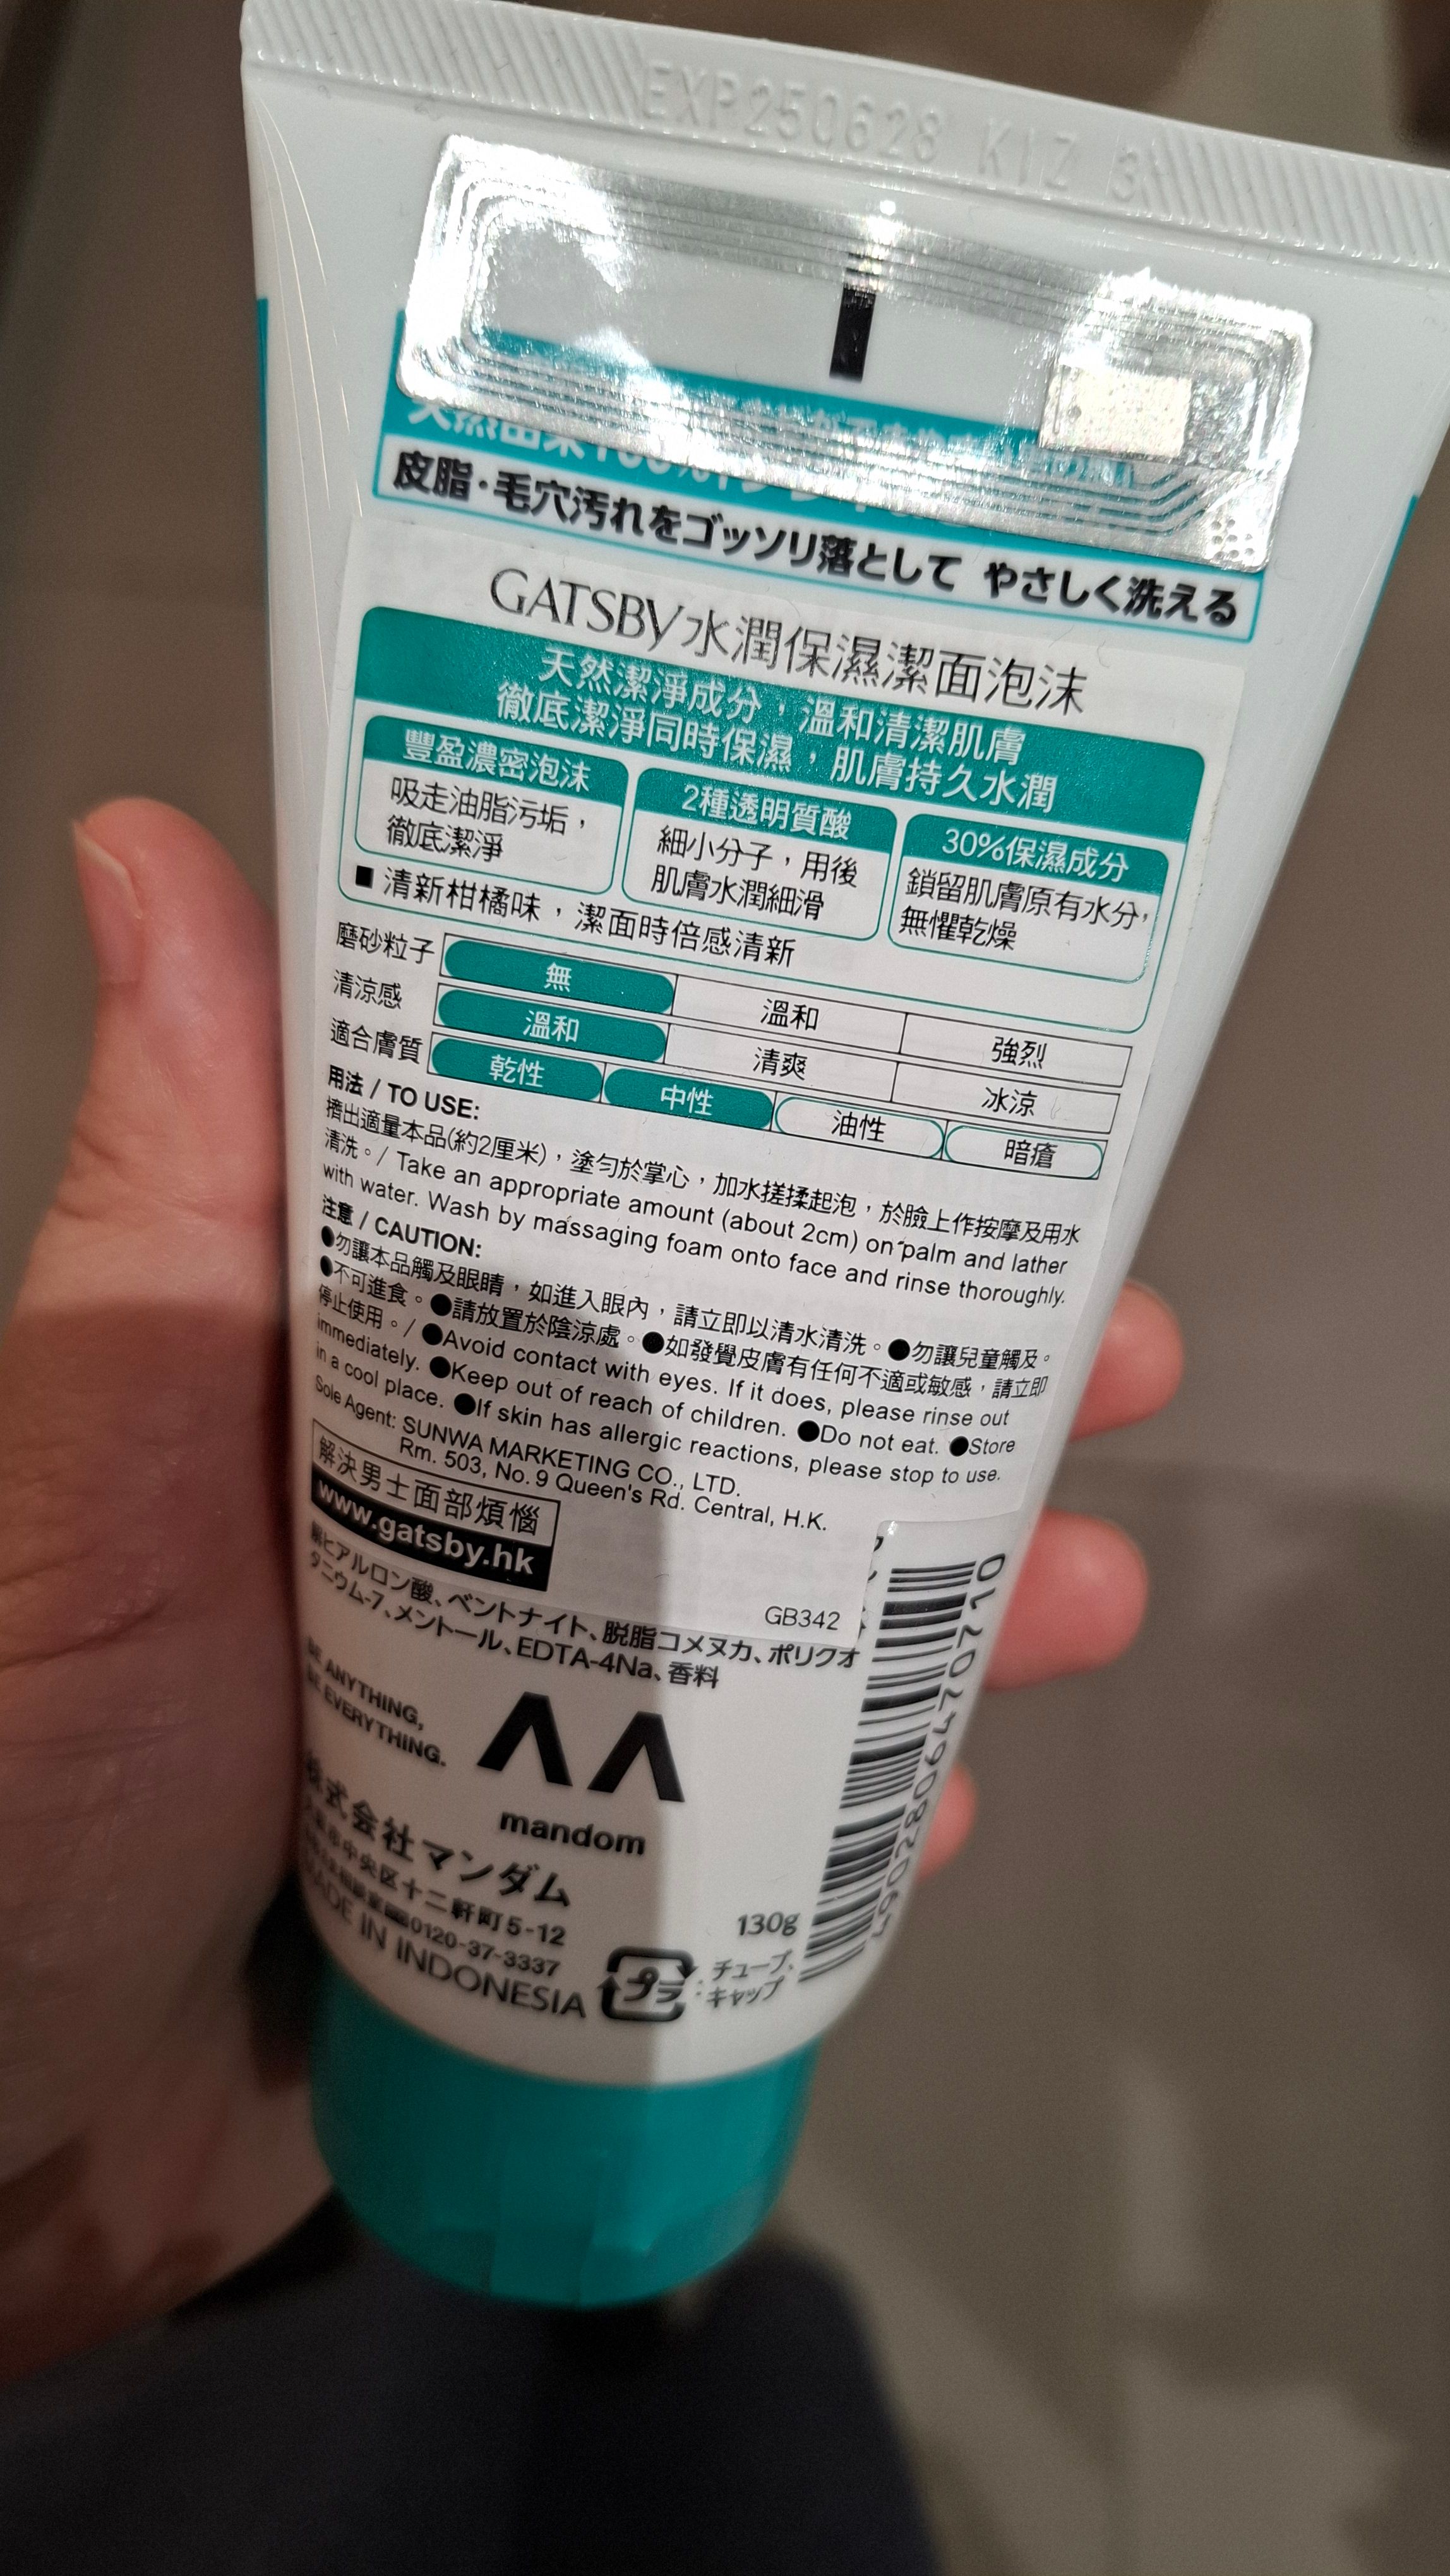 EXP250628 KIZ 3
皮脂・毛穴汚れをゴッソリ落として やさしく洗える
GATSBY水潤保濕潔面泡沫
天然潔淨成分，溫和清潔肌膚
徹底潔淨同時保濕，肌膚持久水潤
豐盈濃密泡沫
吸走油脂污垢，
徹底潔淨
2種透明質酸
細小分子，用後
肌膚水潤細滑
30%保濕成分
鎖留肌膚原有水分，
無懼乾燥
■ 清新柑橘味，潔面時倍感清新
磨砂粒子 無 溫和 強烈
清涼感 溫和 清爽 冰涼
適合膚質 乾性 中性 油性 暗瘡
用法 / TO USE:
擠出適量本品(約2厘米)，塗勻於掌心，加水搓揉起泡，於臉上作按摩及用水
清洗。/ Take an appropriate amount (about 2cm) on palm and lather
with water. Wash by massaging foam onto face and rinse thoroughly.
注意 / CAUTION:
●勿讓本品觸及眼睛，如進入眼內，請立即以清水清洗。●勿讓兒童觸及。
●不可進食。●請放置於陰涼處。●如發覺皮膚有任何不適或敏感，請立即
停止使用。/ ●Avoid contact with eyes. If it does, please rinse out
immediately. ●Keep out of reach of children. ●Do not eat. ●Store
in a cool place. ●If skin has allergic reactions, please stop to use.
Sole Agent: SUNWA MARKETING CO., LTD.
Rm. 503, No. 9 Queen's Rd. Central, H.K.
解決男士面部煩惱
www.gatsby.hk
GB342
ヒアルロン酸、ベントナイト、脱脂コメヌカ、ポリクオ
タニウム-7、メントール、EDTA-4Na、香料
BE ANYTHING,
BE EVERYTHING.
mandom
株式会社マンダム
中央区十二軒町5-12
0120-37-3337
MADE IN INDONESIA
130g
プラ
:チューブ、
キャップ
4902806470710